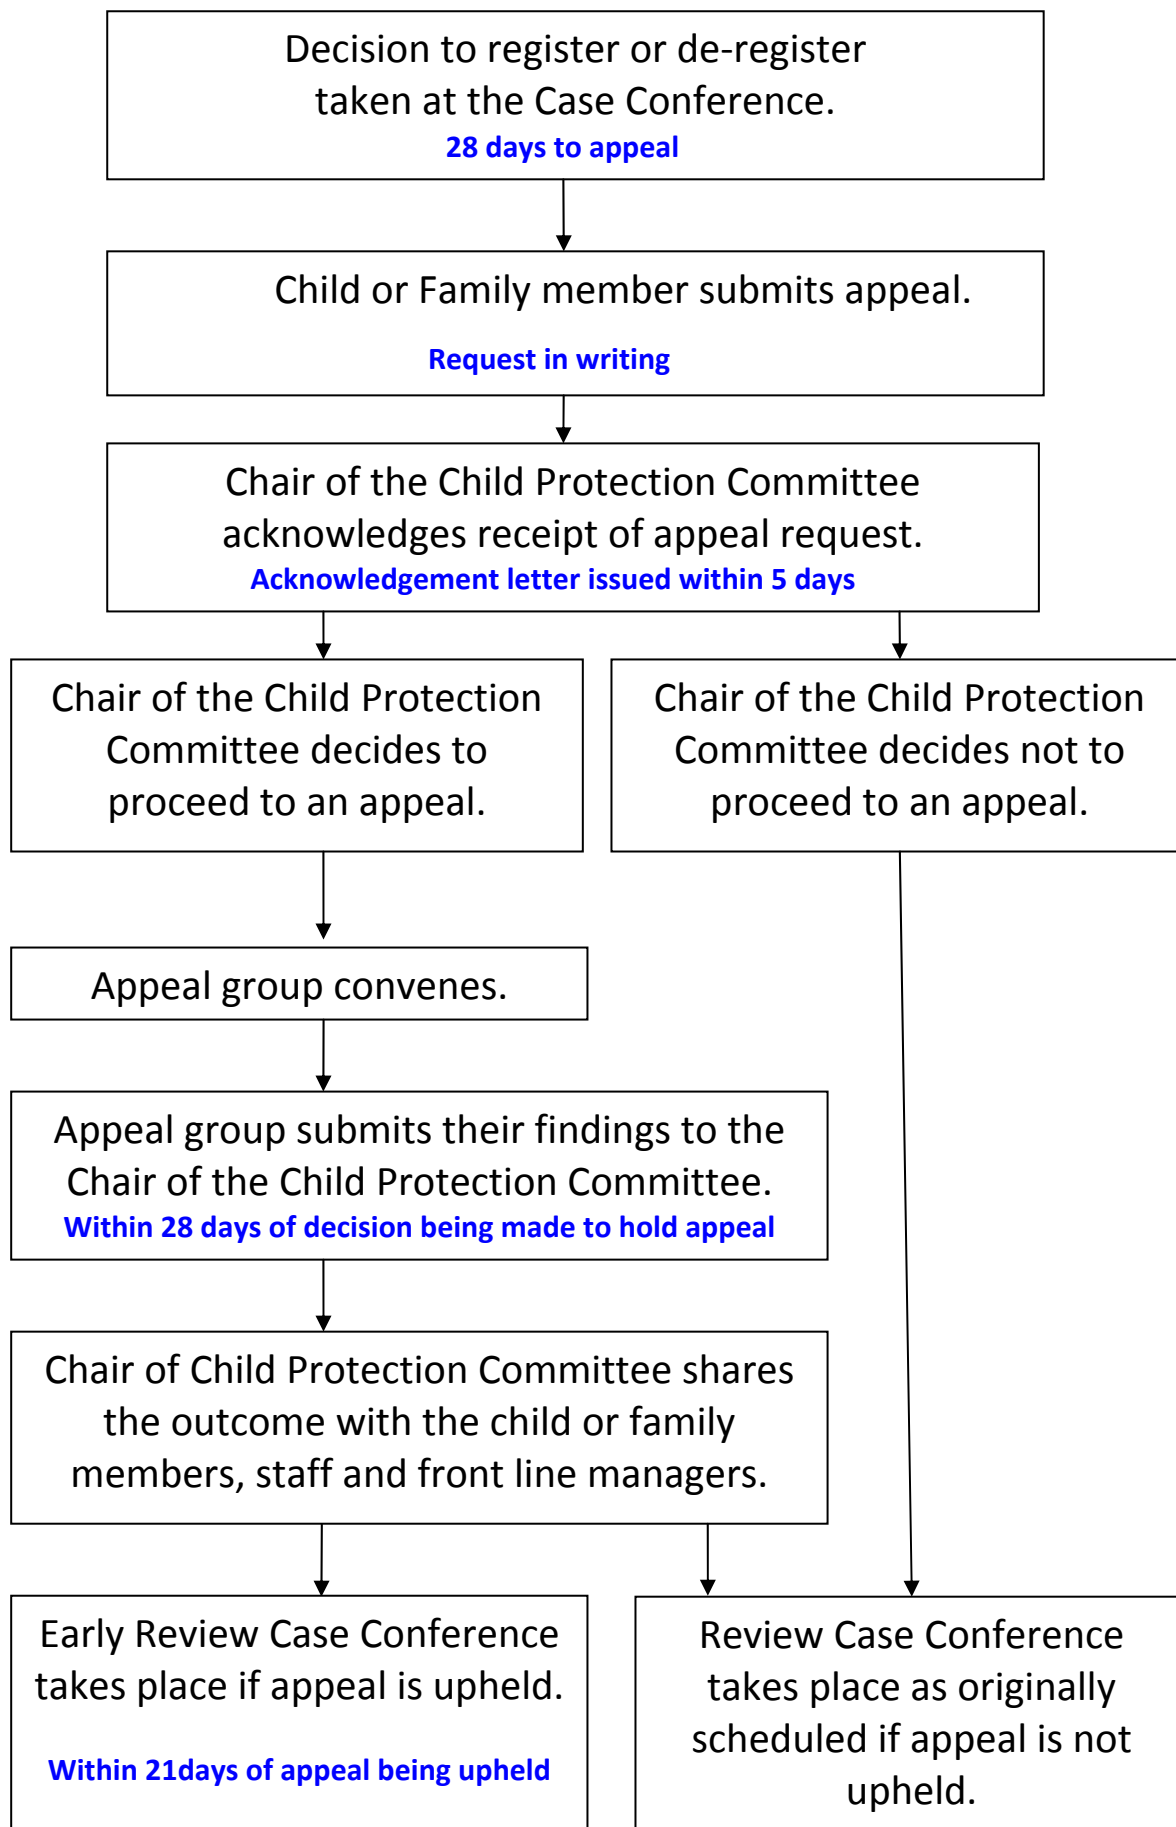 Decision to register or de-register
taken at the Case Conference.
28 days to appeal
Child or Family member submits appeal.
Request in writing
Chair of the Child Protection Committee
acknowledges receipt of appeal request.
Acknowledgement letter issued within 5 days
Chair of the Child Protection
Committee decides to
proceed to an appeal.
Chair of the Child Protection
Committee decides not to
proceed to an appeal.
Appeal group convenes.
Appeal group submits their findings to the
Chair of the Child Protection Committee.
Within 28 days of decision being made to hold appeal
Chair of Child Protection Committee shares
the outcome with the child or family
members, staff and front line managers.
Early Review Case Conference
takes place if appeal is upheld.
Within 21days of appeal being upheld
Review Case Conference
takes place as originally
scheduled if appeal is not
upheld.